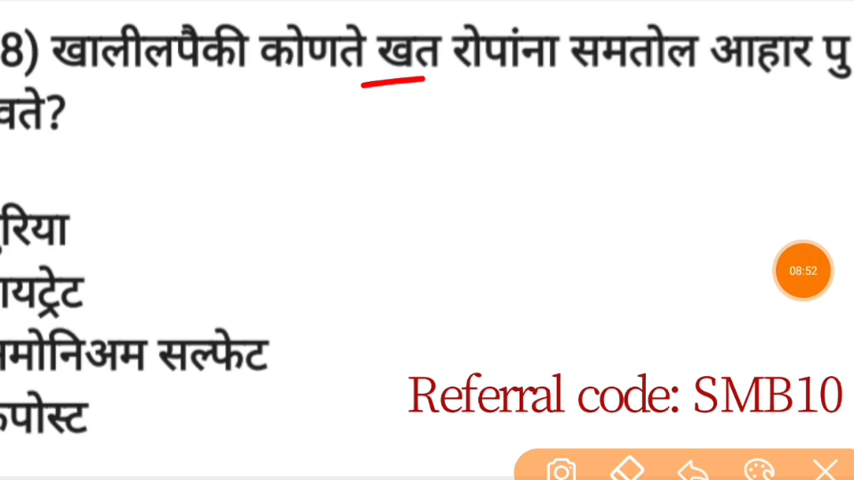 8) खालीलपैकी कोणते खत रोपांना समतोल आहार पु
वते?
रिया
यट्रेट
मोनिअम सल्फेट
पोस्ट
08:52
Referral code: SMB10